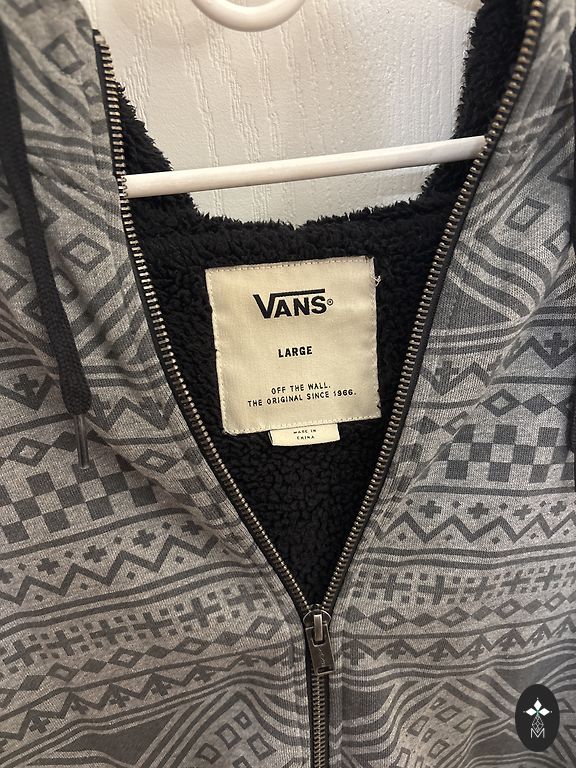 VANS®
LARGE
OFF THE WALL.
THE ORIGINAL SINCE 1966.
MADE IN
CHINA
M